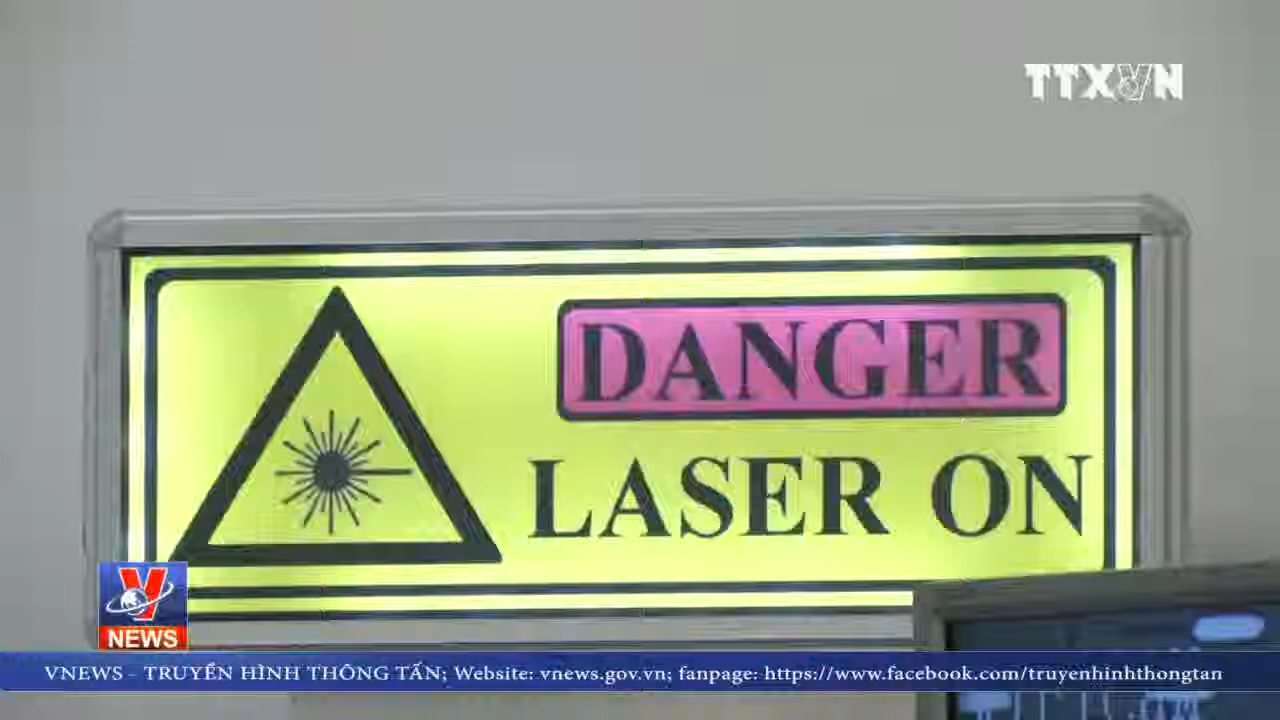 TTXVN
DANGER
LASER ON
V
NEWS
VNEWS - TRUYỀN HÌNH THÔNG TẤN; Website: vnews.gov.vn; fanpage: https://www.facebook.com/truyenhinhthongtan